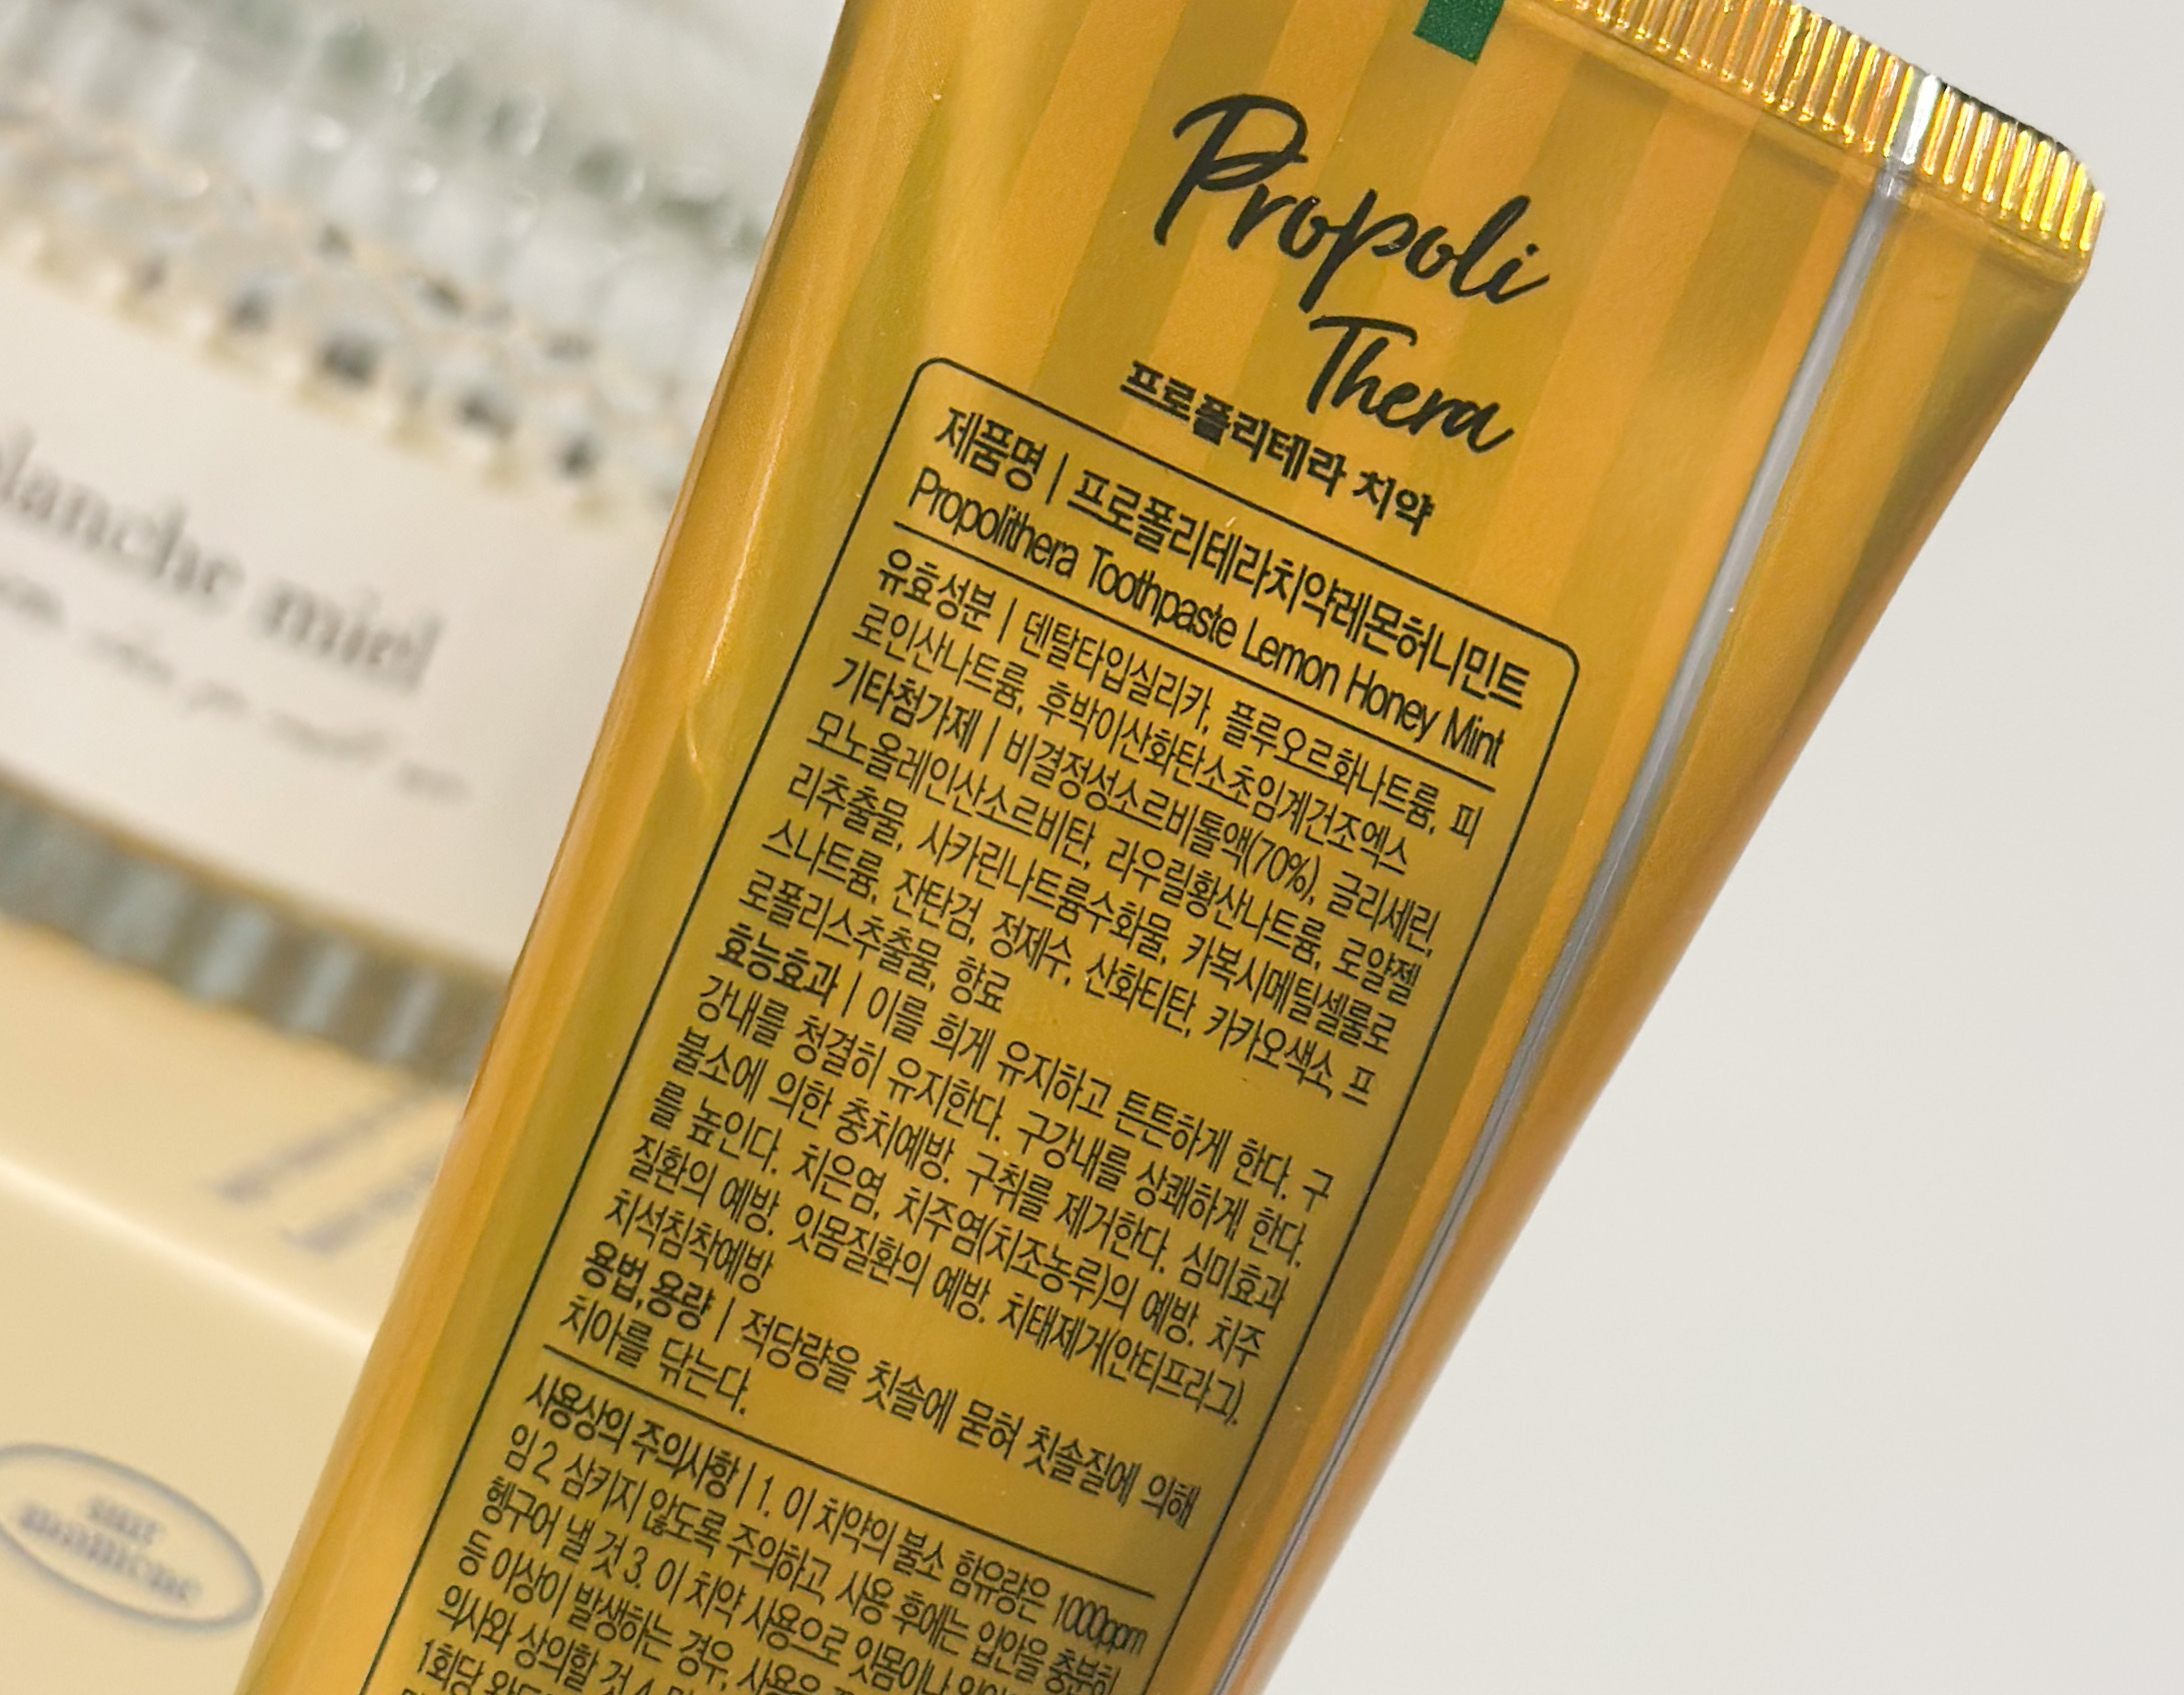 blanche miel
Propoli
Thera
프로폴리테라 치약
제품명 | 프로폴리테라치약레몬허니민트
Propolithera Toothpaste Lemon Honey Mint
유효성분 | 덴탈타입실리카, 플루오르화나트륨, 피
로인산나트륨, 후박이산화탄소초임계건조엑스
기타첨가제 | 비결정성소르비톨액(70%), 글리세린,
모노올레인산소르비탄, 라우릴황산나트륨, 로얄젤
리추출물, 사카린나트륨수화물, 카복시메틸셀룰로
스나트륨, 잔탄검, 정제수, 산화티탄, 카카오색소, 프
로폴리스추출물, 향료
효능효과 | 이를 희게 유지하고 튼튼하게 한다. 구
강내를 청결히 유지한다. 구강내를 상쾌하게 한다.
불소에 의한 충치예방. 구취를 제거한다. 심미효과
를 높인다. 치은염, 치주염(치조농루)의 예방. 치주
질환의 예방. 잇몸질환의 예방. 치태제거(안티프라그).
치석침착예방
용법,용량 | 적당량을 칫솔에 묻혀 칫솔질에 의해
치아를 닦는다.
사용상의 주의사항 | 1. 이 치약의 불소 함유량은 1000ppm
임 2 삼키지 않도록 주의하고, 사용 후에는 입안을 충분히
헹구어 낼 것 3. 이 치약 사용으로 잇몸이나
등 이상이 발생하는 경우, 사용을
의사와 상의할 것 4.
1회당